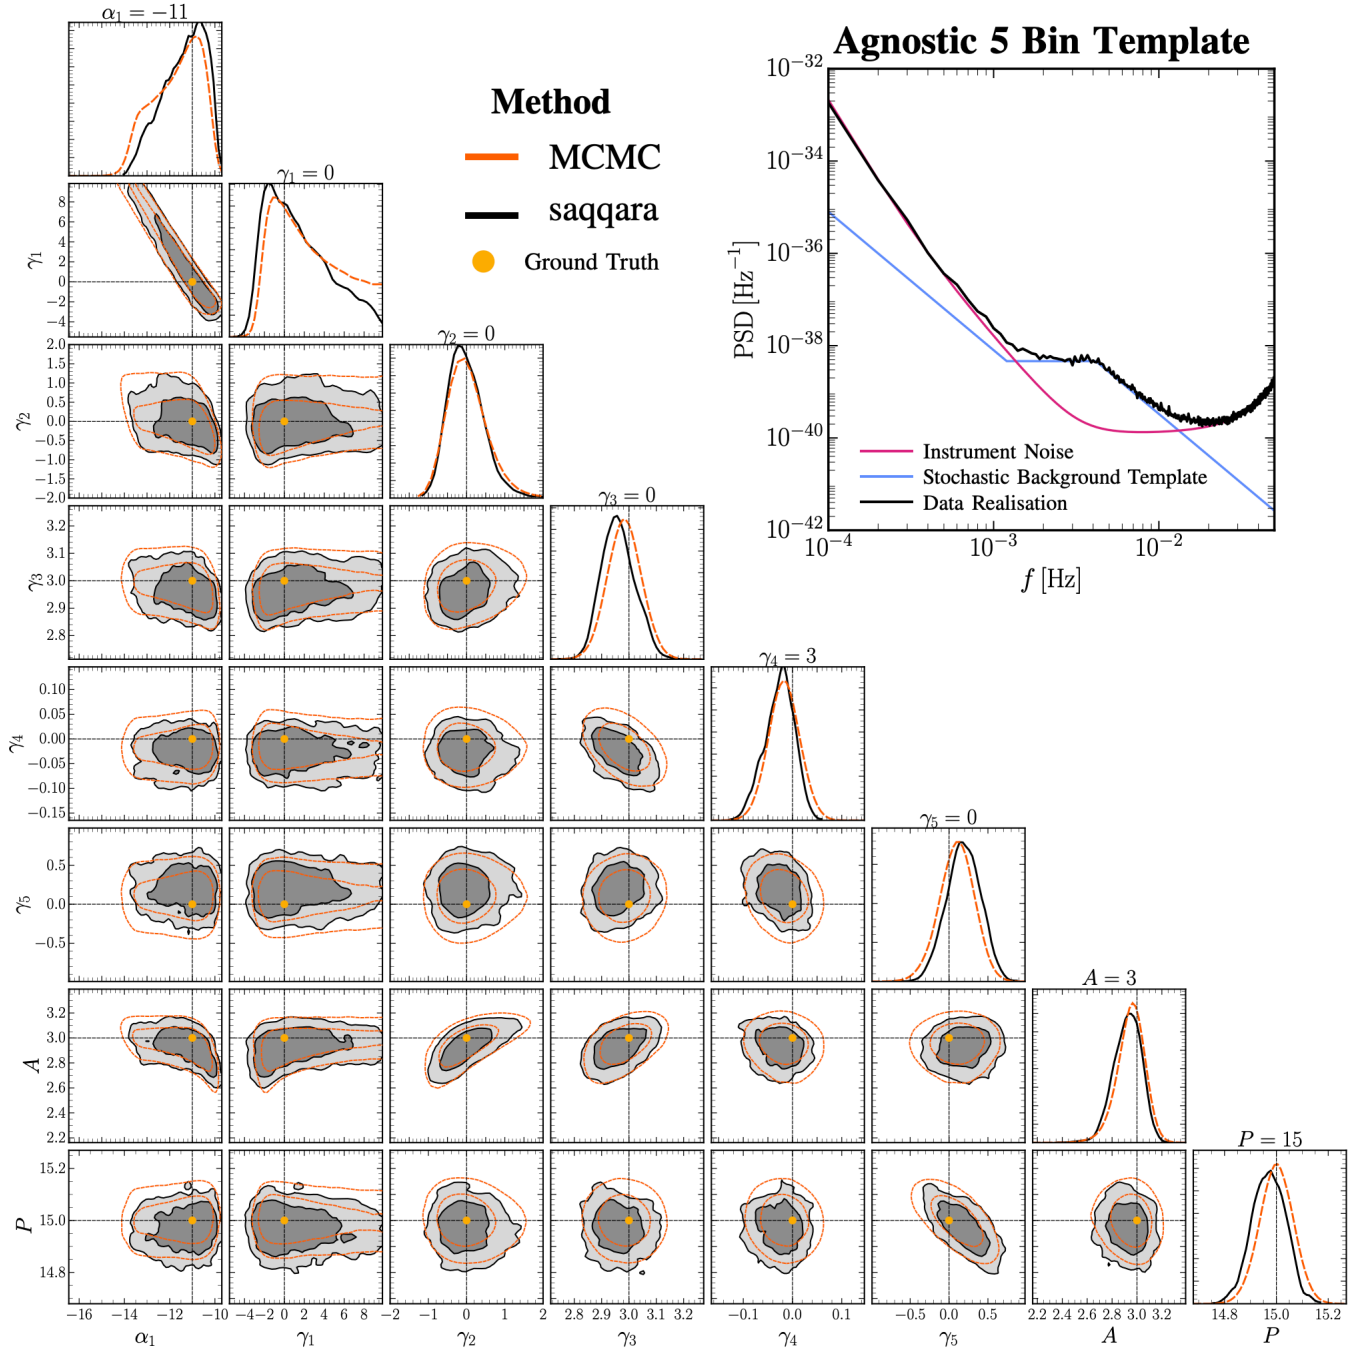 α₁ = −11
Agnostic 5 Bin Template
Method
MCMC
saqqara
Ground Truth
10⁻³²
10⁻³⁴
10⁻³⁶
10⁻³⁸
10⁻⁴⁰
10⁻⁴²
PSD [Hz⁻¹]
Instrument Noise
Stochastic Background Template
Data Realisation
10⁻⁴ 10⁻³ 10⁻²
f [Hz]
γ₁ = 0
γ₁
8
6
4
2
0
−2
−4
γ₂ = 0
γ₂
2.0
1.5
1.0
0.5
0.0
−0.5
−1.0
−1.5
−2.0
γ₃ = 0
γ₃
3.2
3.1
3.0
2.9
2.8
γ₄ = 3
γ₄
0.10
0.05
0.00
−0.05
−0.10
−0.15
γ₅ = 0
γ₅
0.5
0.0
−0.5
A = 3
A
3.2
3.0
2.8
2.6
2.4
2.2
P = 15
P
15.2
15.0
14.8
−16 −14 −12 −10
−4 −2 0 2 4 6 8
−2 −1 0 1 2
2.8 2.9 3.0 3.1 3.2
−0.1 0.0 0.1
−0.5 0.0 0.5
2.2 2.4 2.6 2.8 3.0 3.2
14.8 15.0 15.2
α₁ γ₁ γ₂ γ₃ γ₄ γ₅ A P